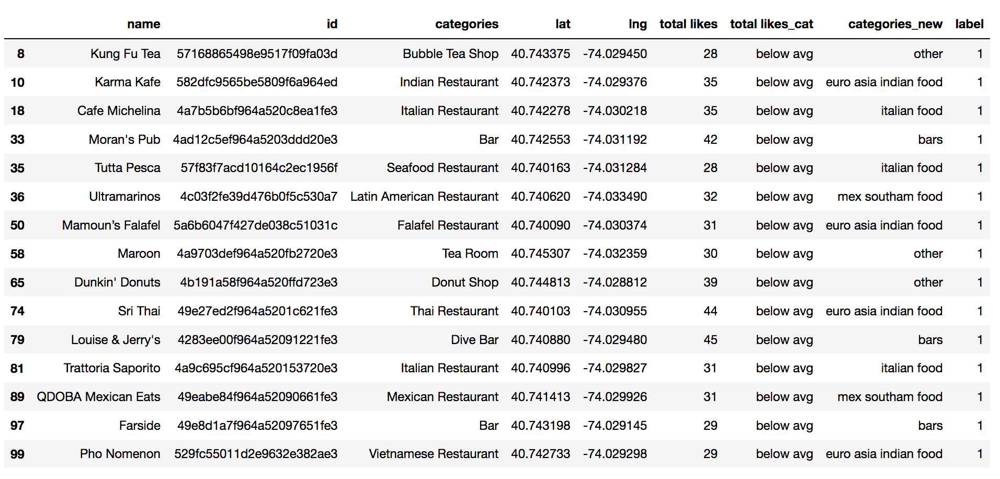 name id categories lat lng total likes total likes_cat categories_new label
8 Kung Fu Tea 57168865498e9517f09fa03d Bubble Tea Shop 40.743375 -74.029450 28 below avg other 1
10 Karma Kafe 582dfc9565be5809f6a964ed Indian Restaurant 40.742373 -74.029376 35 below avg euro asia indian food 1
18 Cafe Michelina 4a7b5b6bf964a520c8ea1fe3 Italian Restaurant 40.742278 -74.030218 35 below avg italian food 1
33 Moran's Pub 4ad12c5ef964a5203ddd20e3 Bar 40.742553 -74.031192 42 below avg bars 1
35 Tutta Pesca 57f83f7acd10164c2ec1956f Seafood Restaurant 40.740163 -74.031284 28 below avg italian food 1
36 Ultramarinos 4c03f2fe39d476b0f5c530a7 Latin American Restaurant 40.740620 -74.033490 32 below avg mex southam food 1
50 Mamoun’s Falafel 5a6b6047f427de038c51031c Falafel Restaurant 40.740090 -74.030374 31 below avg euro asia indian food 1
58 Maroon 4a9703def964a520fb2720e3 Tea Room 40.745307 -74.032359 30 below avg other 1
65 Dunkin' Donuts 4b191a58f964a520ffd723e3 Donut Shop 40.744813 -74.028812 39 below avg other 1
74 Sri Thai 49e27ed2f964a5201c621fe3 Thai Restaurant 40.740103 -74.030955 44 below avg euro asia indian food 1
79 Louise & Jerry's 4283ee00f964a52091221fe3 Dive Bar 40.740880 -74.029480 45 below avg bars 1
81 Trattoria Saporito 4a9c695cf964a520153720e3 Italian Restaurant 40.740996 -74.029827 31 below avg italian food 1
89 QDOBA Mexican Eats 49eabe84f964a52090661fe3 Mexican Restaurant 40.741413 -74.029926 31 below avg mex southam food 1
97 Farside 49e8d1a7f964a52097651fe3 Bar 40.743198 -74.029145 29 below avg bars 1
99 Pho Nomenon 529fc55011d2e9632e382ae3 Vietnamese Restaurant 40.742733 -74.029298 29 below avg euro asia indian food 1